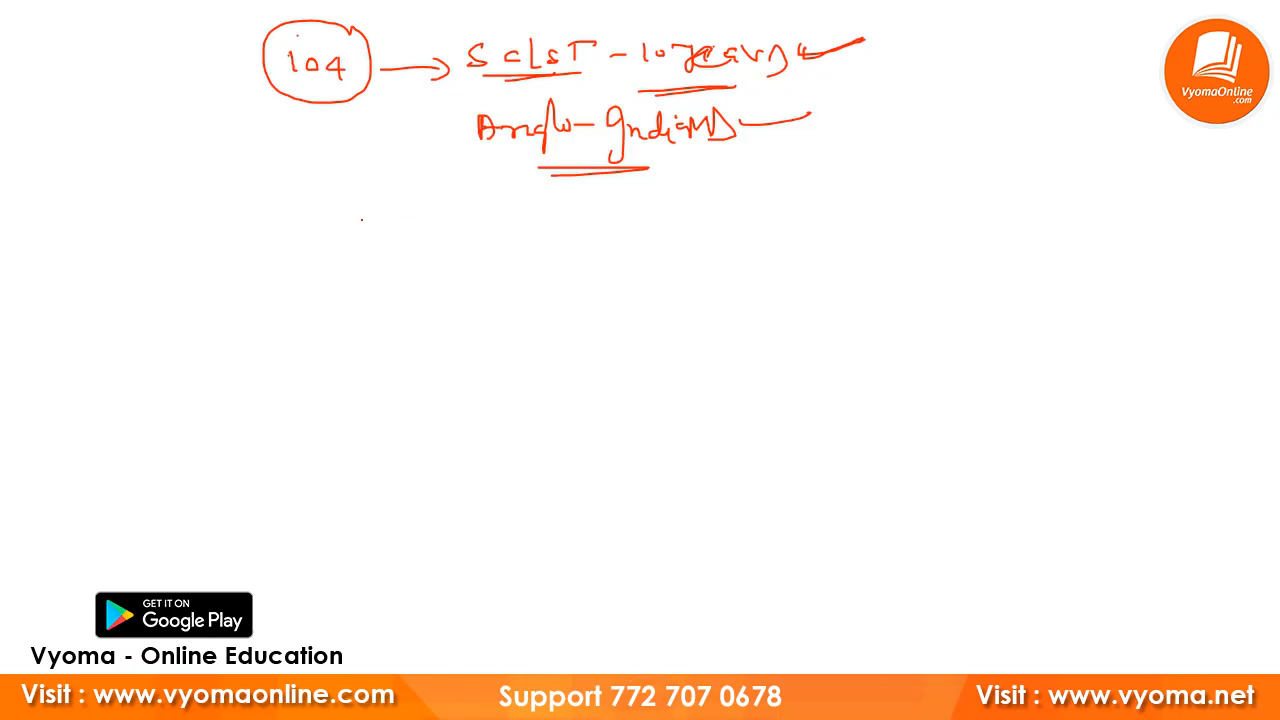 104 → SC/ST - 10 years
Anglo-Indians
VyomaOnline
.com
GET IT ON
Google Play
Vyoma - Online Education
Visit : www.vyomaonline.com
Support 772 707 0678
Visit : www.vyoma.net